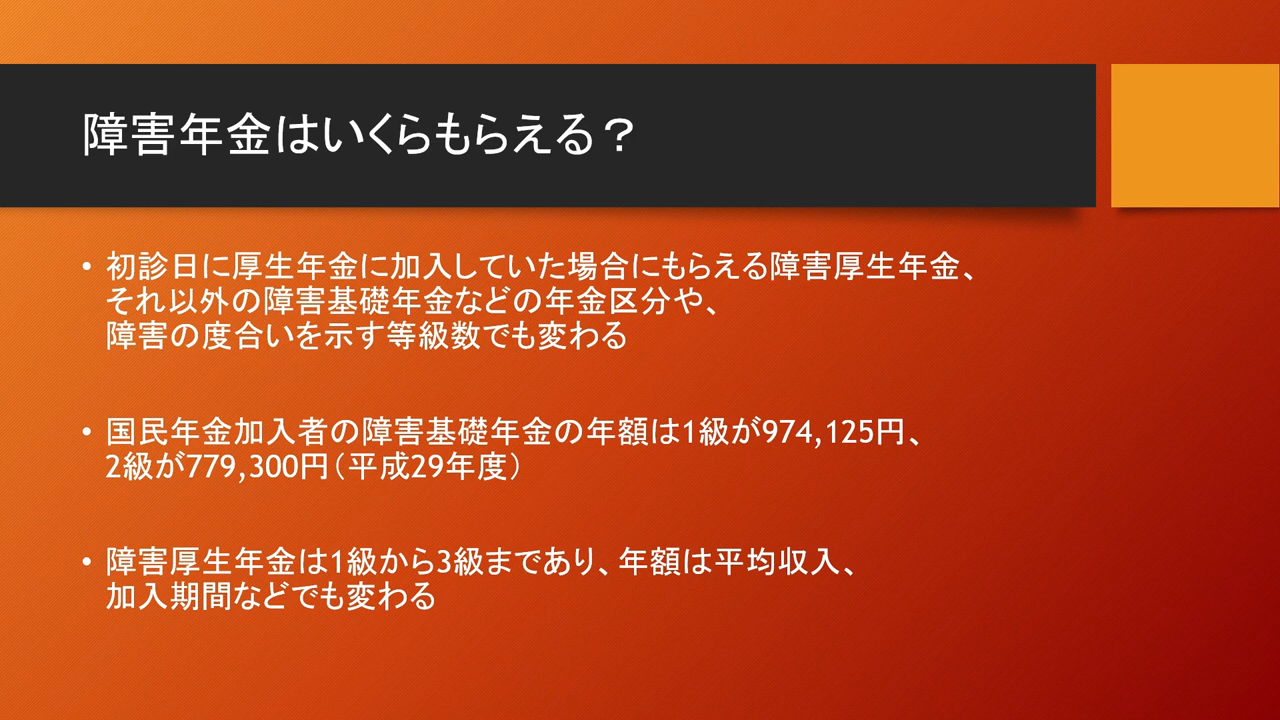 障害年金はいくらもらえる？
• 初診日に厚生年金に加入していた場合にもらえる障害厚生年金、
それ以外の障害基礎年金などの年金区分や、
障害の度合いを示す等級数でも変わる
• 国民年金加入者の障害基礎年金の年額は1級が974,125円、
2級が779,300円（平成29年度）
• 障害厚生年金は1級から3級まであり、年額は平均収入、
加入期間などでも変わる